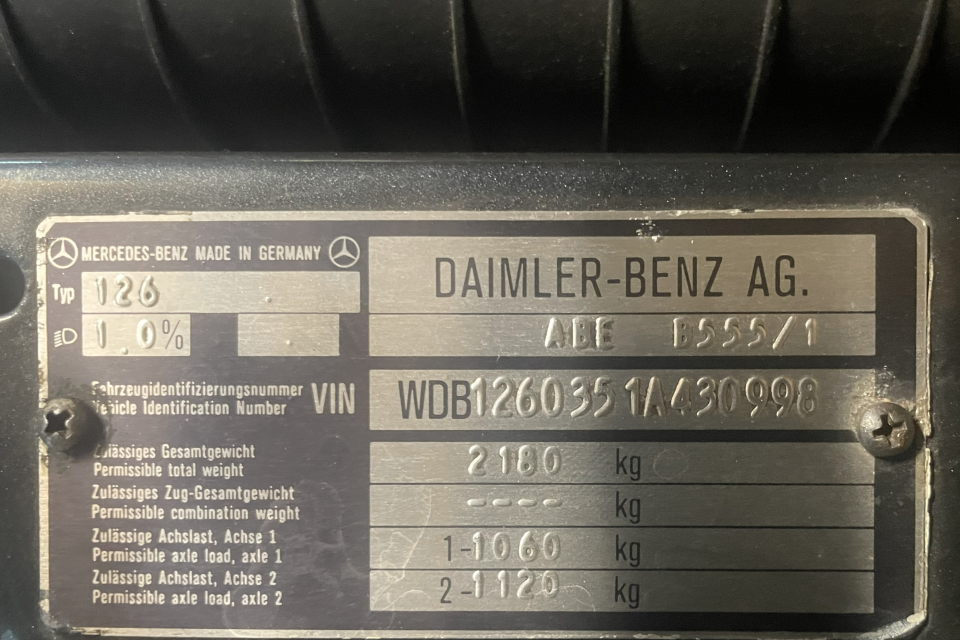 MERCEDES-BENZ MADE IN GERMANY
DAIMLER-BENZ AG.
Typ 126
1.0%
ABE B555/1
Fahrzeugidentifizierungsnummer
Vehicle Identification Number
VIN WDB1260351A430998
Zulässiges Gesamtgewicht
Permissible total weight
2180 kg
Zulässiges Zug-Gesamtgewicht
Permissible combination weight
---- kg
Zulässige Achslast, Achse 1
Permissible axle load, axle 1
1-1060 kg
Zulässige Achslast, Achse 2
Permissible axle load, axle 2
2-1120 kg